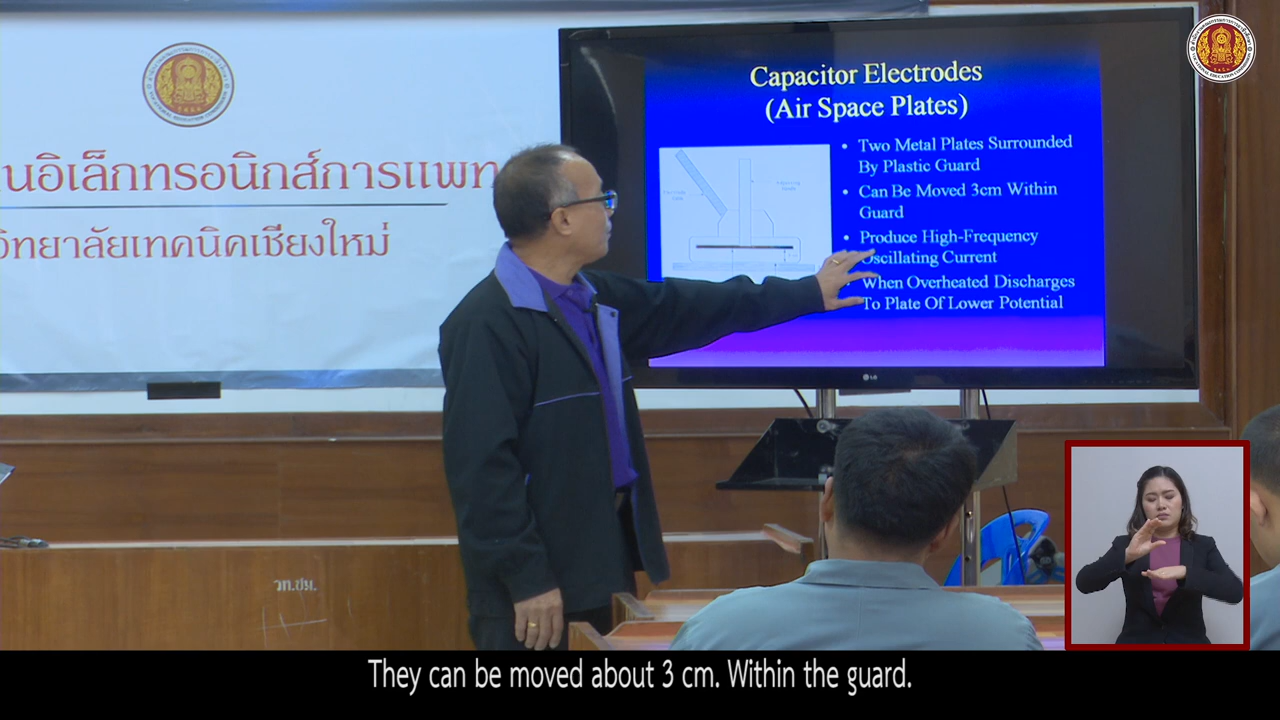 Capacitor Electrodes
(Air Space Plates)
• Two Metal Plates Surrounded
By Plastic Guard
• Can Be Moved 3cm Within
Guard
• Produce High-Frequency
Oscillating Current
When Overheated Discharges
To Plate Of Lower Potential
นอิเล็กทรอนิกส์การแพท
วิทยาลัยเทคนิคเชียงใหม่
LG
วท.ชม.
They can be moved about 3 cm. Within the guard.